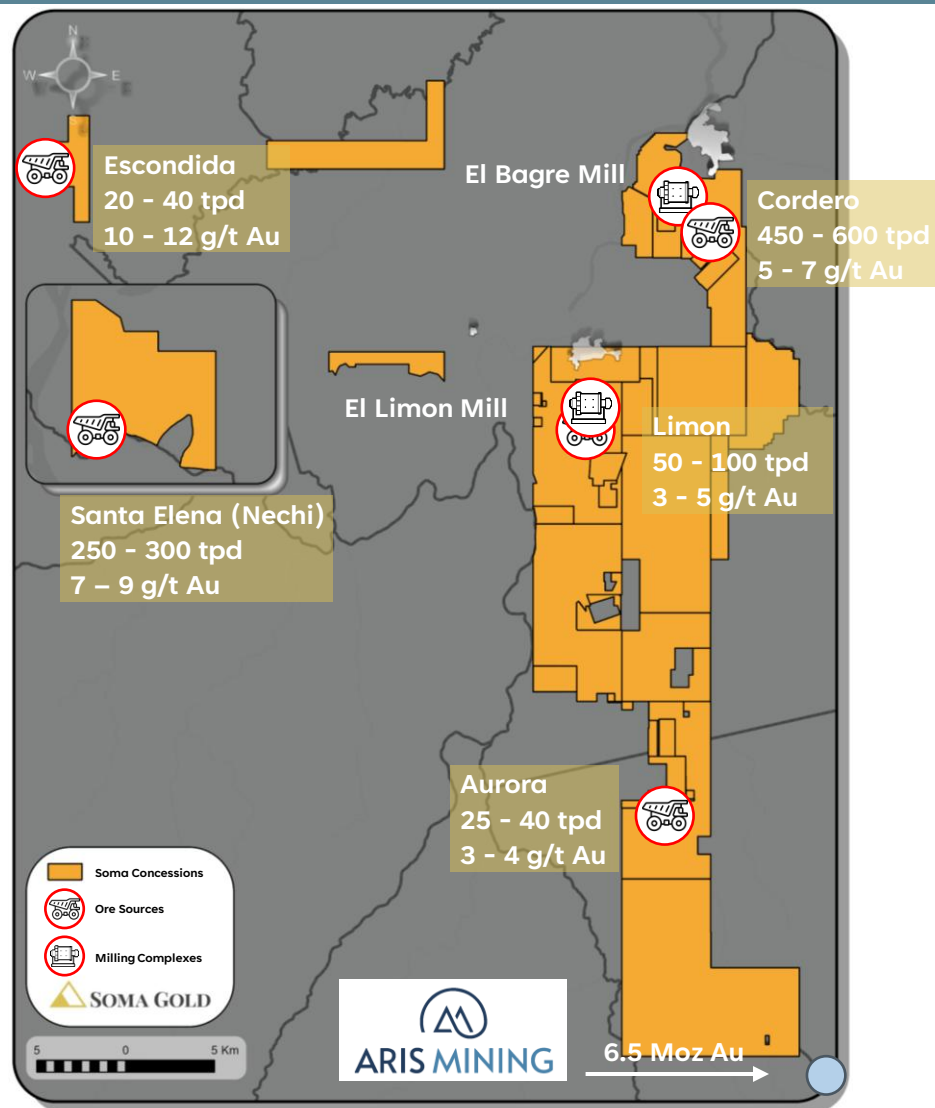 N
W E
Escondida
20 - 40 tpd
10 - 12 g/t Au
El Bagre Mill
Cordero
450 - 600 tpd
5 - 7 g/t Au
El Limon Mill
Limon
50 - 100 tpd
3 - 5 g/t Au
Santa Elena (Nechi)
250 - 300 tpd
7 – 9 g/t Au
Aurora
25 - 40 tpd
3 - 4 g/t Au
Soma Concessions
Ore Sources
Milling Complexes
SOMA GOLD
5 0 5 Km
ARIS MINING
6.5 Moz Au